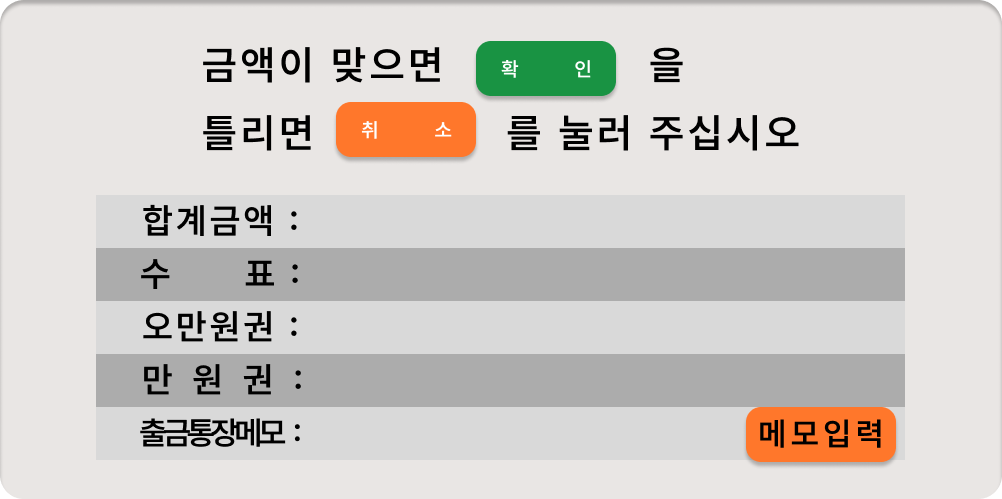 금액이 맞으면 확 인 을
틀리면 취 소 를 눌러 주십시오
합계금액 :
수 표 :
오만원권 :
만 원 권 :
출금통장메모 : 메모입력